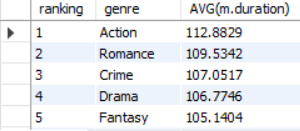 ranking genre AVG(m.duration)
1 Action 112.8829
2 Romance 109.5342
3 Crime 107.0517
4 Drama 106.7746
5 Fantasy 105.1404